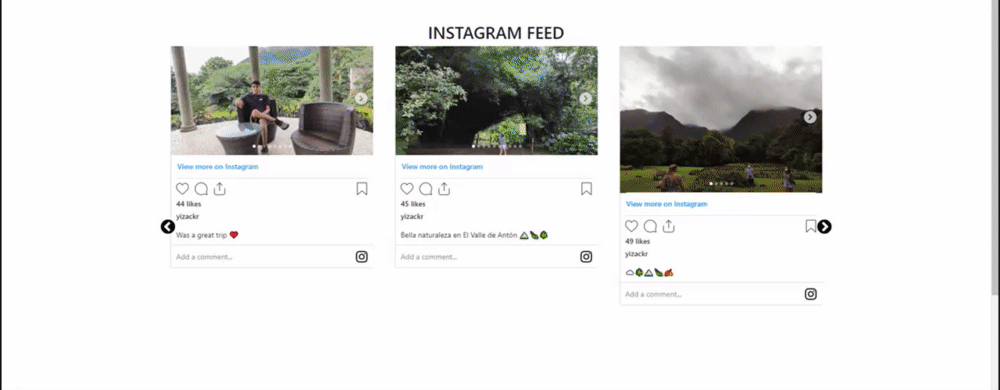 INSTAGRAM FEED
View more on Instagram
44 likes
yizackr
Was a great trip ❤️
Add a comment...
View more on Instagram
45 likes
yizackr
Bella naturaleza en El Valle de Antón
Add a comment...
View more on Instagram
49 likes
yizackr
Add a comment...